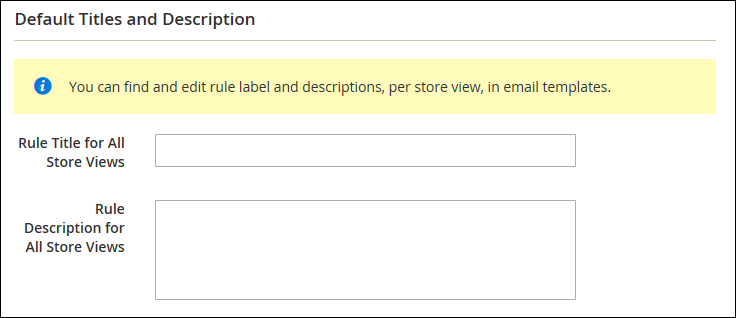 Default Titles and Description
You can find and edit rule label and descriptions, per store view, in email templates.
Rule Title for All
Store Views
Rule
Description for
All Store Views